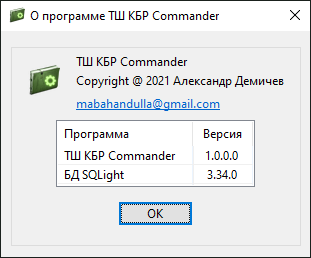 О программе ТШ КБР Commander
ТШ КБР Commander
Copyright @ 2021 Александр Демичев
mabahandulla@gmail.com
Программа Версия
ТШ КБР Commander 1.0.0.0
БД SQLight 3.34.0
OK